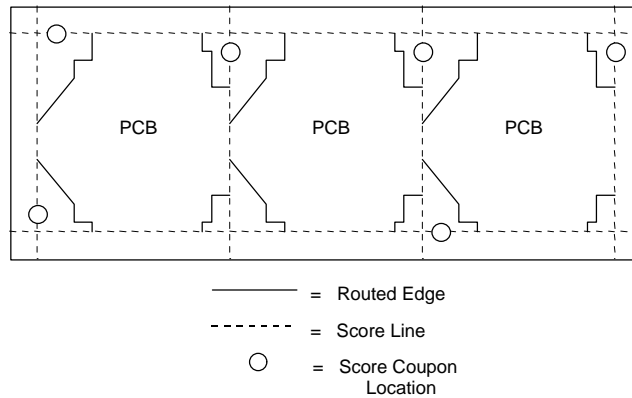 PCB PCB PCB
= Routed Edge
= Score Line
= Score Coupon
Location